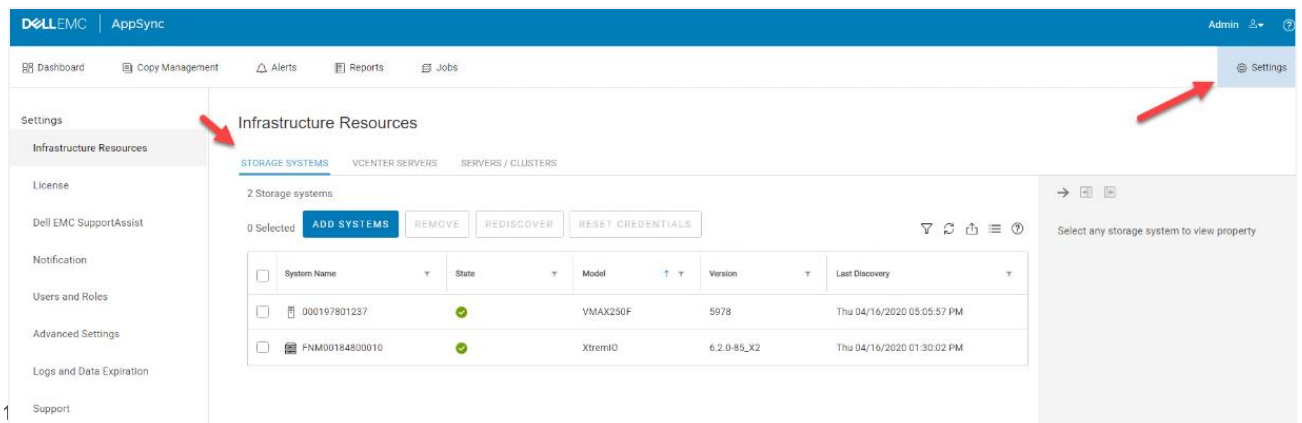 DELLEMC | AppSync
Admin
Dashboard
Copy Management
Alerts
Reports
Jobs
Settings
Settings
Infrastructure Resources
License
Dell EMC SupportAssist
Notification
Users and Roles
Advanced Settings
Logs and Data Expiration
Support
Infrastructure Resources
STORAGE SYSTEMS
VCENTER SERVERS
SERVERS / CLUSTERS
2 Storage systems
0 Selected
ADD SYSTEMS
REMOVE
REDISCOVER
RESET CREDENTIALS
System Name State Model Version Last Discovery
000197801237 VMAX250F 5978 Thu 04/16/2020 05:05:57 PM
FNM00184800010 XtremIO 6.2.0-85_X2 Thu 04/16/2020 01:30:02 PM
Select any storage system to view property
1